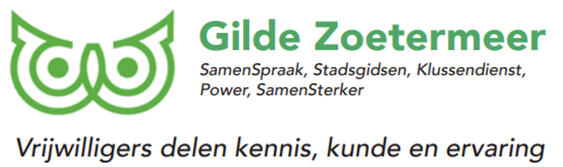 Gilde Zoetermeer
SamenSpraak, Stadsgidsen, Klussendienst,
Power, SamenSterker
Vrijwilligers delen kennis, kunde en ervaring